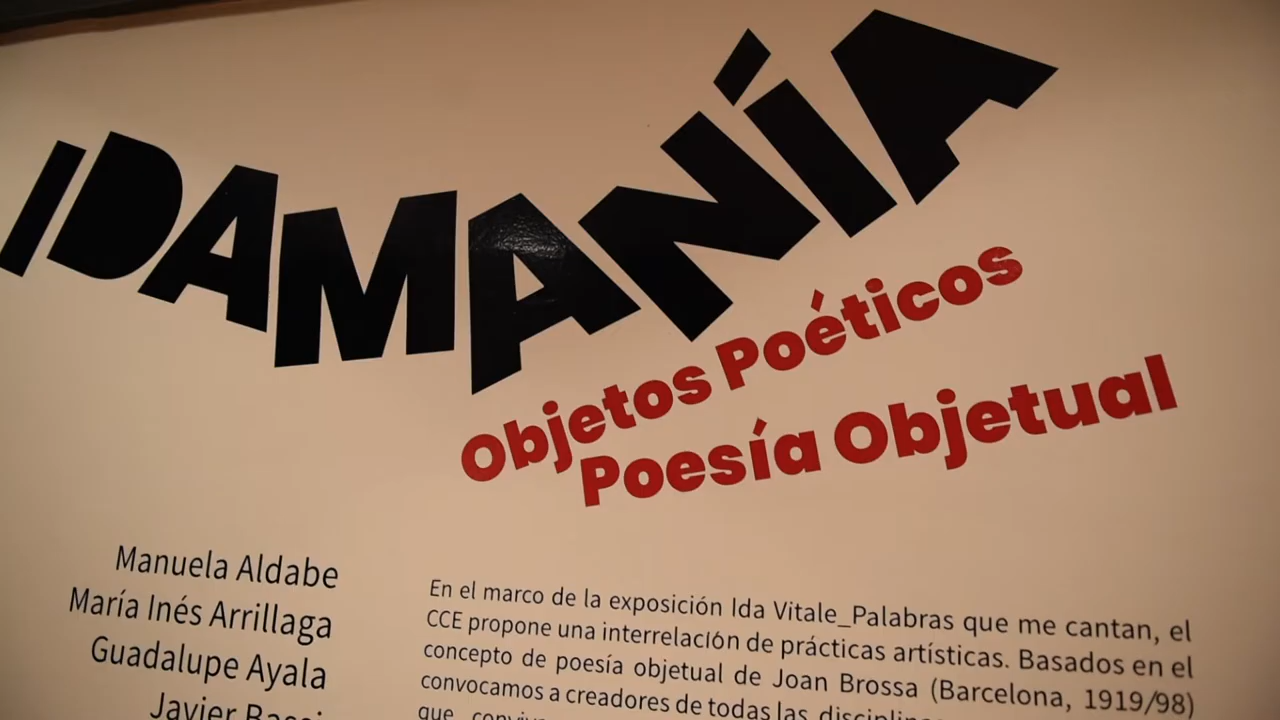 IDAMANÍA
Objetos Poéticos
Poesía Objetual
Manuela Aldabe
María Inés Arrillaga
Guadalupe Ayala
Javier
En el marco de la exposición Ida Vitale_Palabras que me cantan, el
CCE propone una interrelación de prácticas artísticas. Basados en el
concepto de poesía objetual de Joan Brossa (Barcelona, 1919/98)
convocamos a creadores de todas las
que